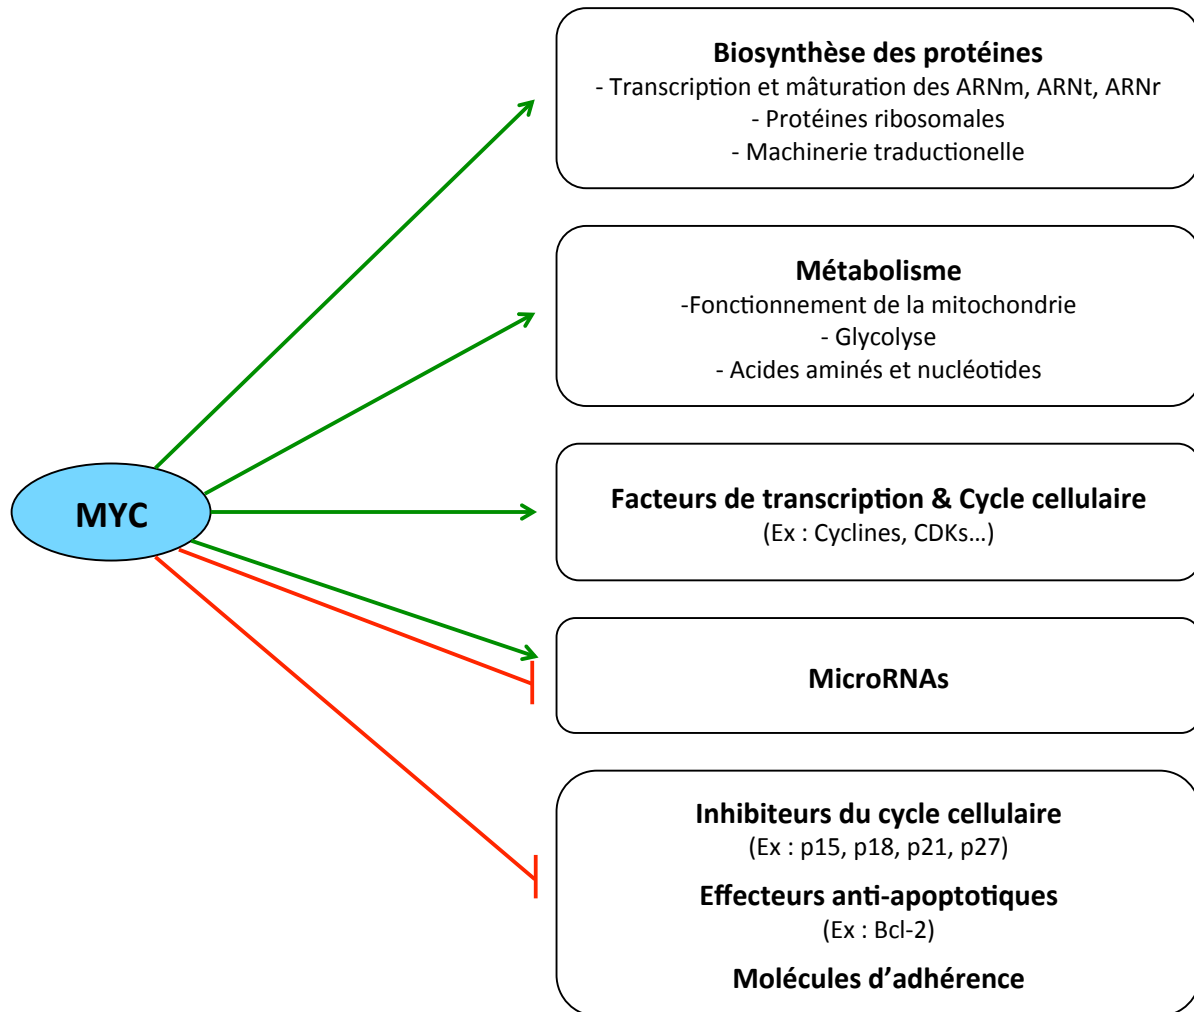 Biosynthèse des protéines
- Transcription et mâturation des ARNm, ARNt, ARNr
- Protéines ribosomales
- Machinerie traductionelle
Métabolisme
-Fonctionnement de la mitochondrie
- Glycolyse
- Acides aminés et nucléotides
MYC
Facteurs de transcription & Cycle cellulaire
(Ex : Cyclines, CDKs…)
MicroRNAs
Inhibiteurs du cycle cellulaire
(Ex : p15, p18, p21, p27)
Effecteurs anti-apoptotiques
(Ex : Bcl-2)
Molécules d’adhérence